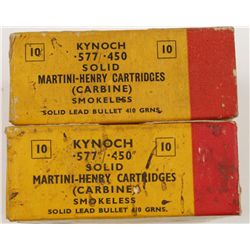 10
KYNOCH
10
·577/·450
SOLID
MARTINI-HENRY CARTRIDGES
(CARBINE)
SMOKELESS
SOLID LEAD BULLET 410 GRNS.
10
KYNOCH
10
·577/·450
SOLID
MARTINI-HENRY CARTRIDGES
(CARBINE)
SMOKELESS
SOLID LEAD BULLET 410 GRNS.